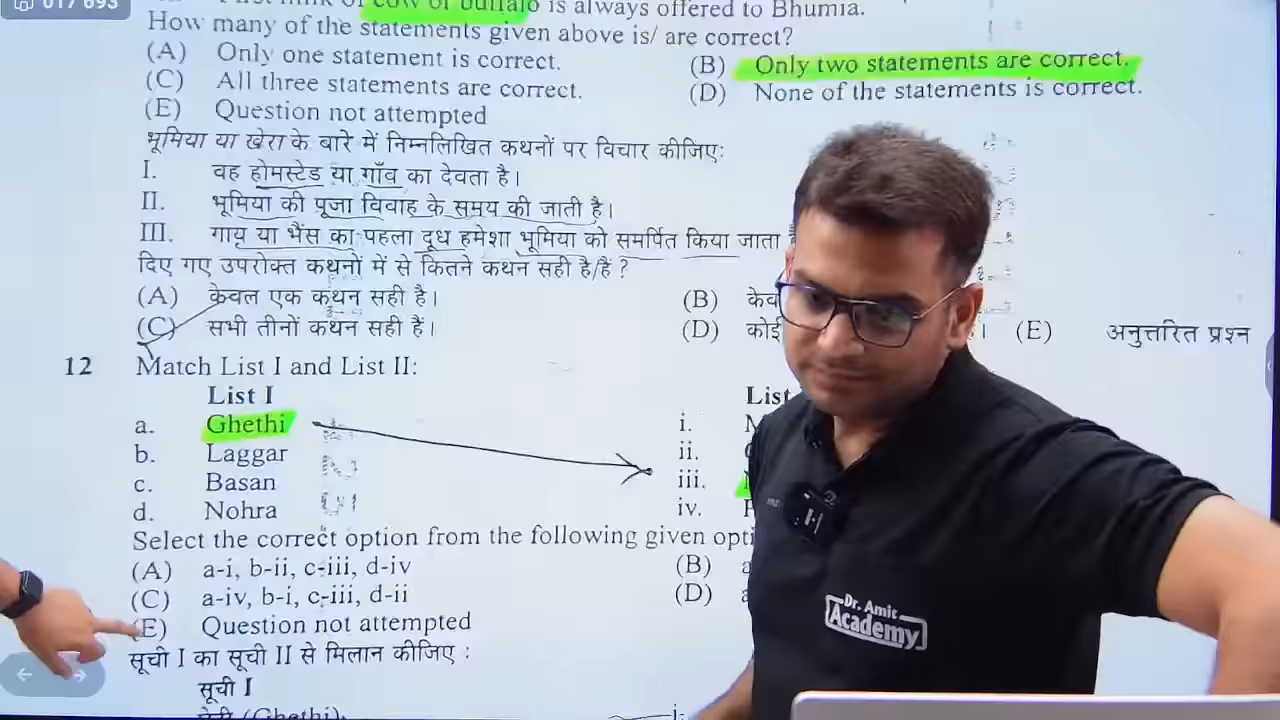 017 693
First milk of cow or buffalo is always offered to Bhumia.
How many of the statements given above is/ are correct?
(A) Only one statement is correct. (B) Only two statements are correct.
(C) All three statements are correct. (D) None of the statements is correct.
(E) Question not attempted
भूमिया या खेरा के बारे में निम्नलिखित कथनों पर विचार कीजिए:
I. वह होमस्टेड या गाँव का देवता है।
II. भूमिया की पूजा विवाह के समय की जाती है।
III. गाय या भैंस का पहला दूध हमेशा भूमिया को समर्पित किया जाता
दिए गए उपरोक्त कथनों में से कितने कथन सही है/हैं ?
(A) केवल एक कथन सही है। (B)
(C) सभी तीनों कथन सही हैं। (D) कोई (E) अनुत्तरित प्रश्न
12 Match List I and List II:
List I List
a. Ghethi i.
b. Laggar ii.
c. Basan iii.
d. Nohra iv.
Select the correct option from the following given
(A) a-i, b-ii, c-iii, d-iv (B)
(C) a-iv, b-i, c-iii, d-ii (D)
(E) Question not attempted
सूची I का सूची II से मिलान कीजिए :
सूची I
(Ghethi) i.
Dr. Amit
Academy